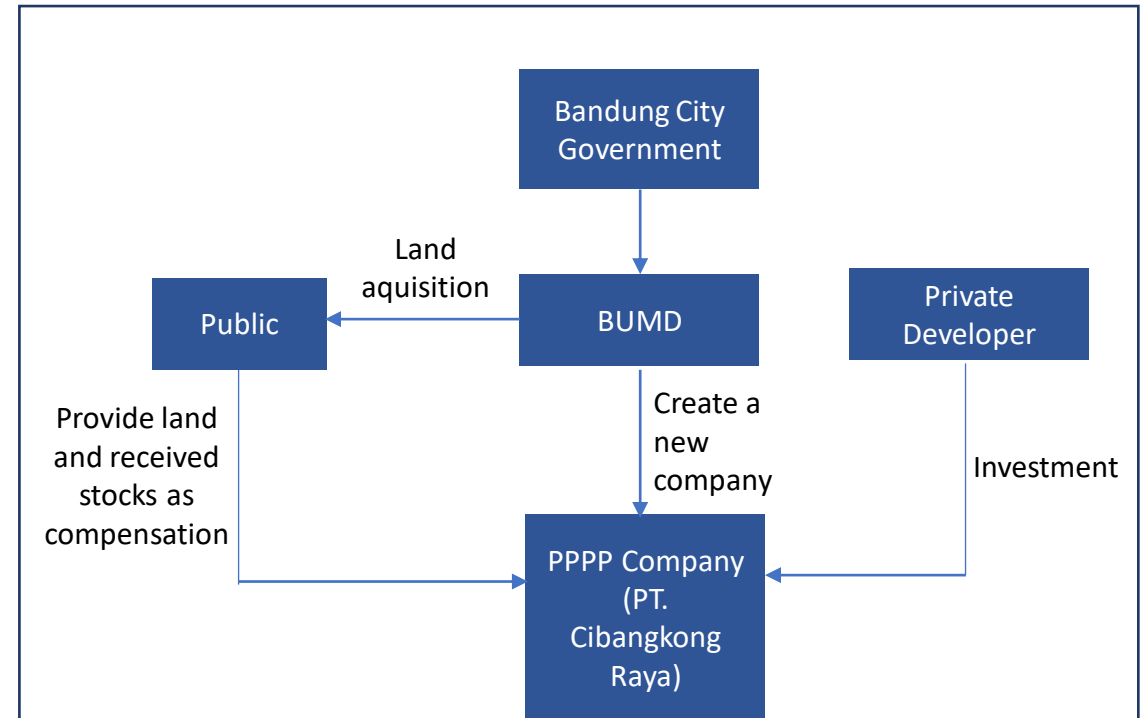 Bandung City
Government
Land
aquisition
Public
BUMD
Private
Developer
Provide land
and received
stocks as
compensation
Create a
new
company
Investment
PPPP Company
(PT.
Cibangkong
Raya)